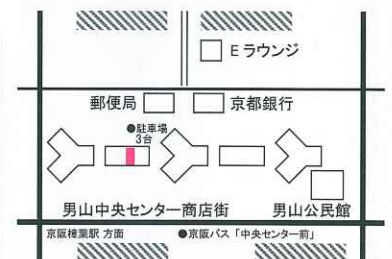 Eラウンジ
郵便局
京都銀行
●駐車場
3台
男山中央センター商店街
男山公民館
京阪樟葉駅 方面
●京阪バス「中央センター前」